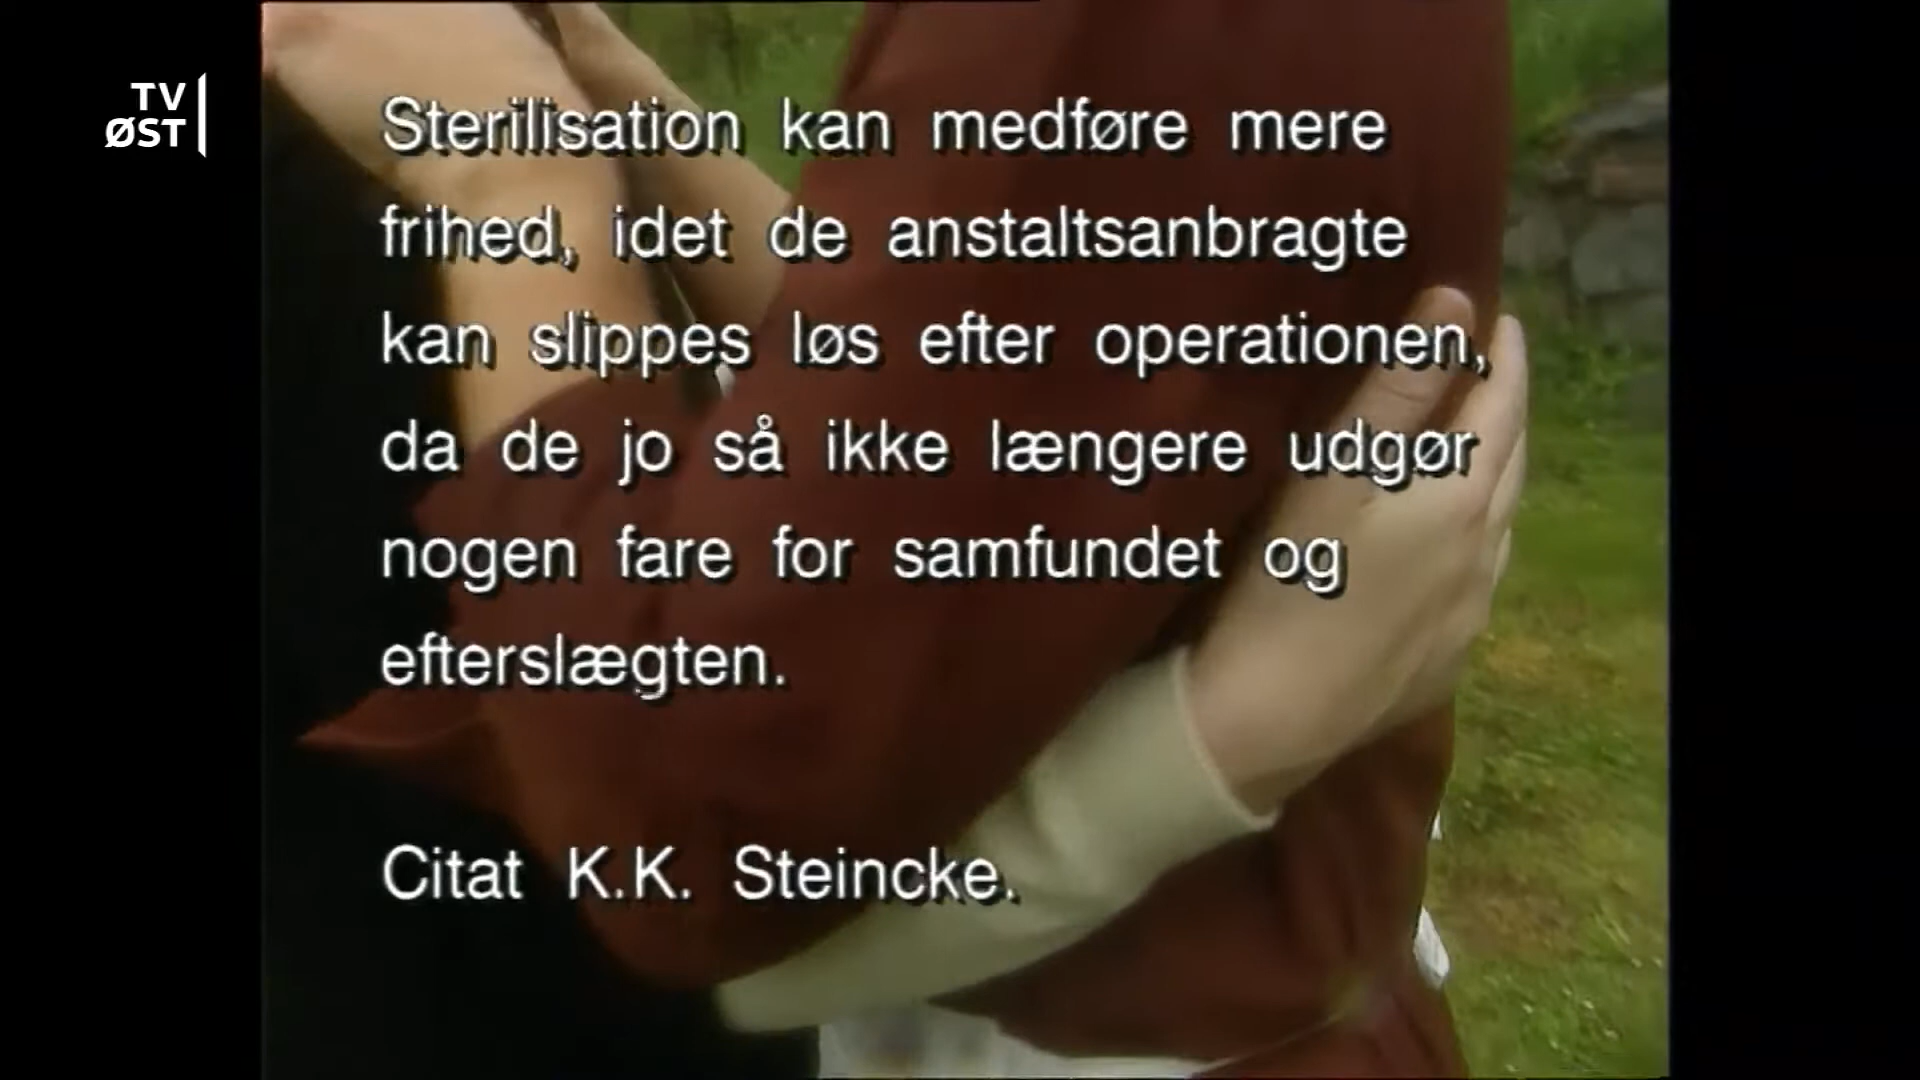 TV
ØST
Sterilisation kan medføre mere
frihed, idet de anstaltsanbragte
kan slippes løs efter operationen,
da de jo så ikke længere udgør
nogen fare for samfundet og
efterslægten.
Citat K.K. Steincke.